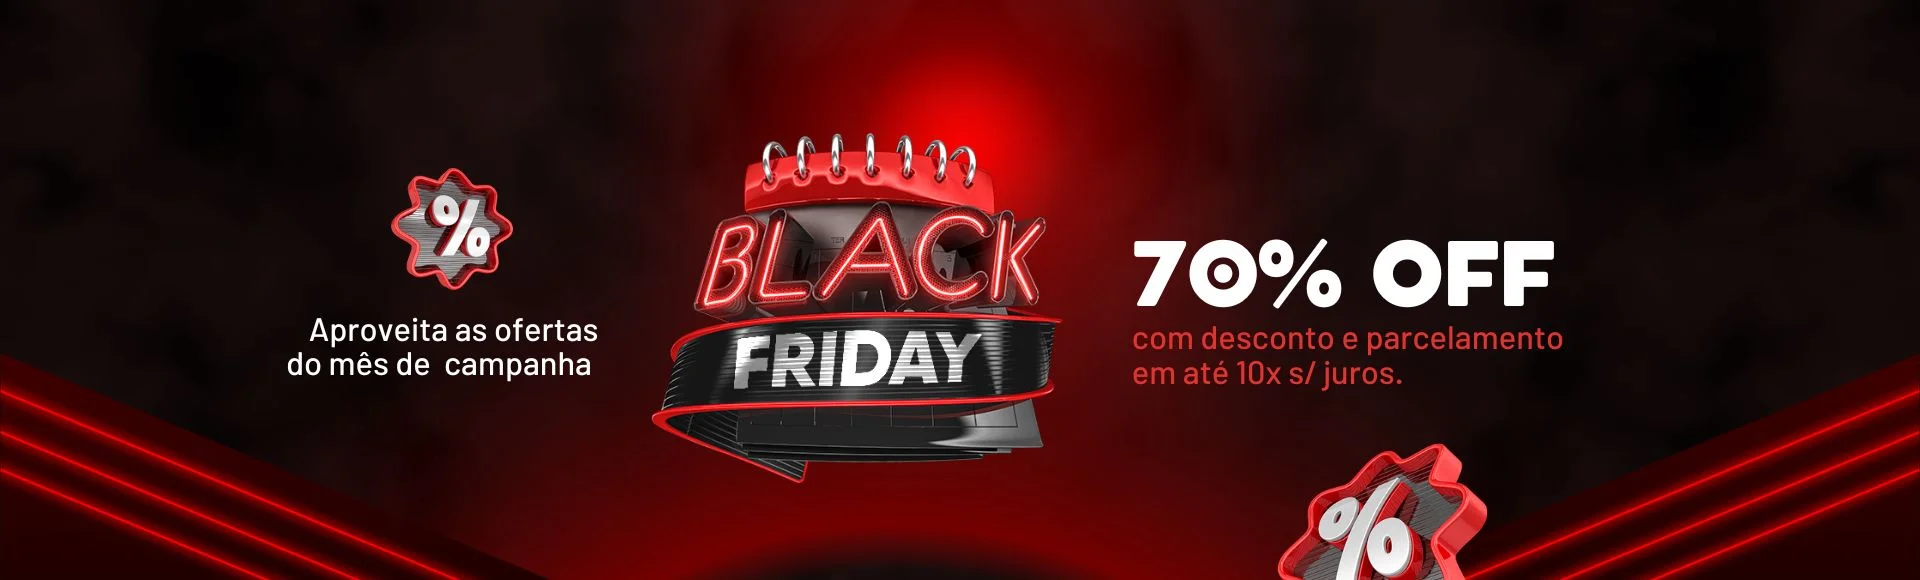 %
Aproveita as ofertas
do mês de campanha
BLACK
FRIDAY
70% OFF
com desconto e parcelamento
em até 10x s/ juros.
%